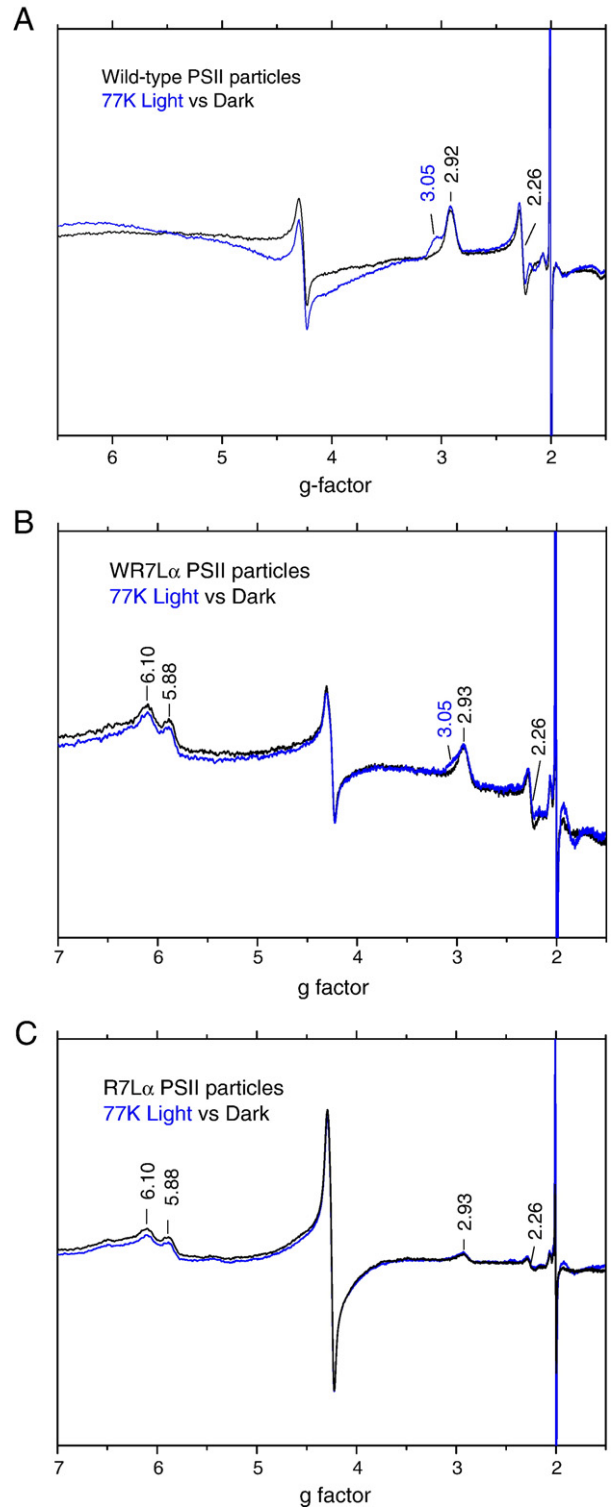 A
Wild-type PSII particles
77K Light vs Dark
3.05
2.92
2.26
6 5 4 3 2
g-factor
B
WR7Lα PSII particles
77K Light vs Dark
6.10
5.88
3.05
2.93
2.26
7 6 5 4 3 2
g factor
C
R7Lα PSII particles
77K Light vs Dark
6.10
5.88
2.93
2.26
7 6 5 4 3 2
g factor